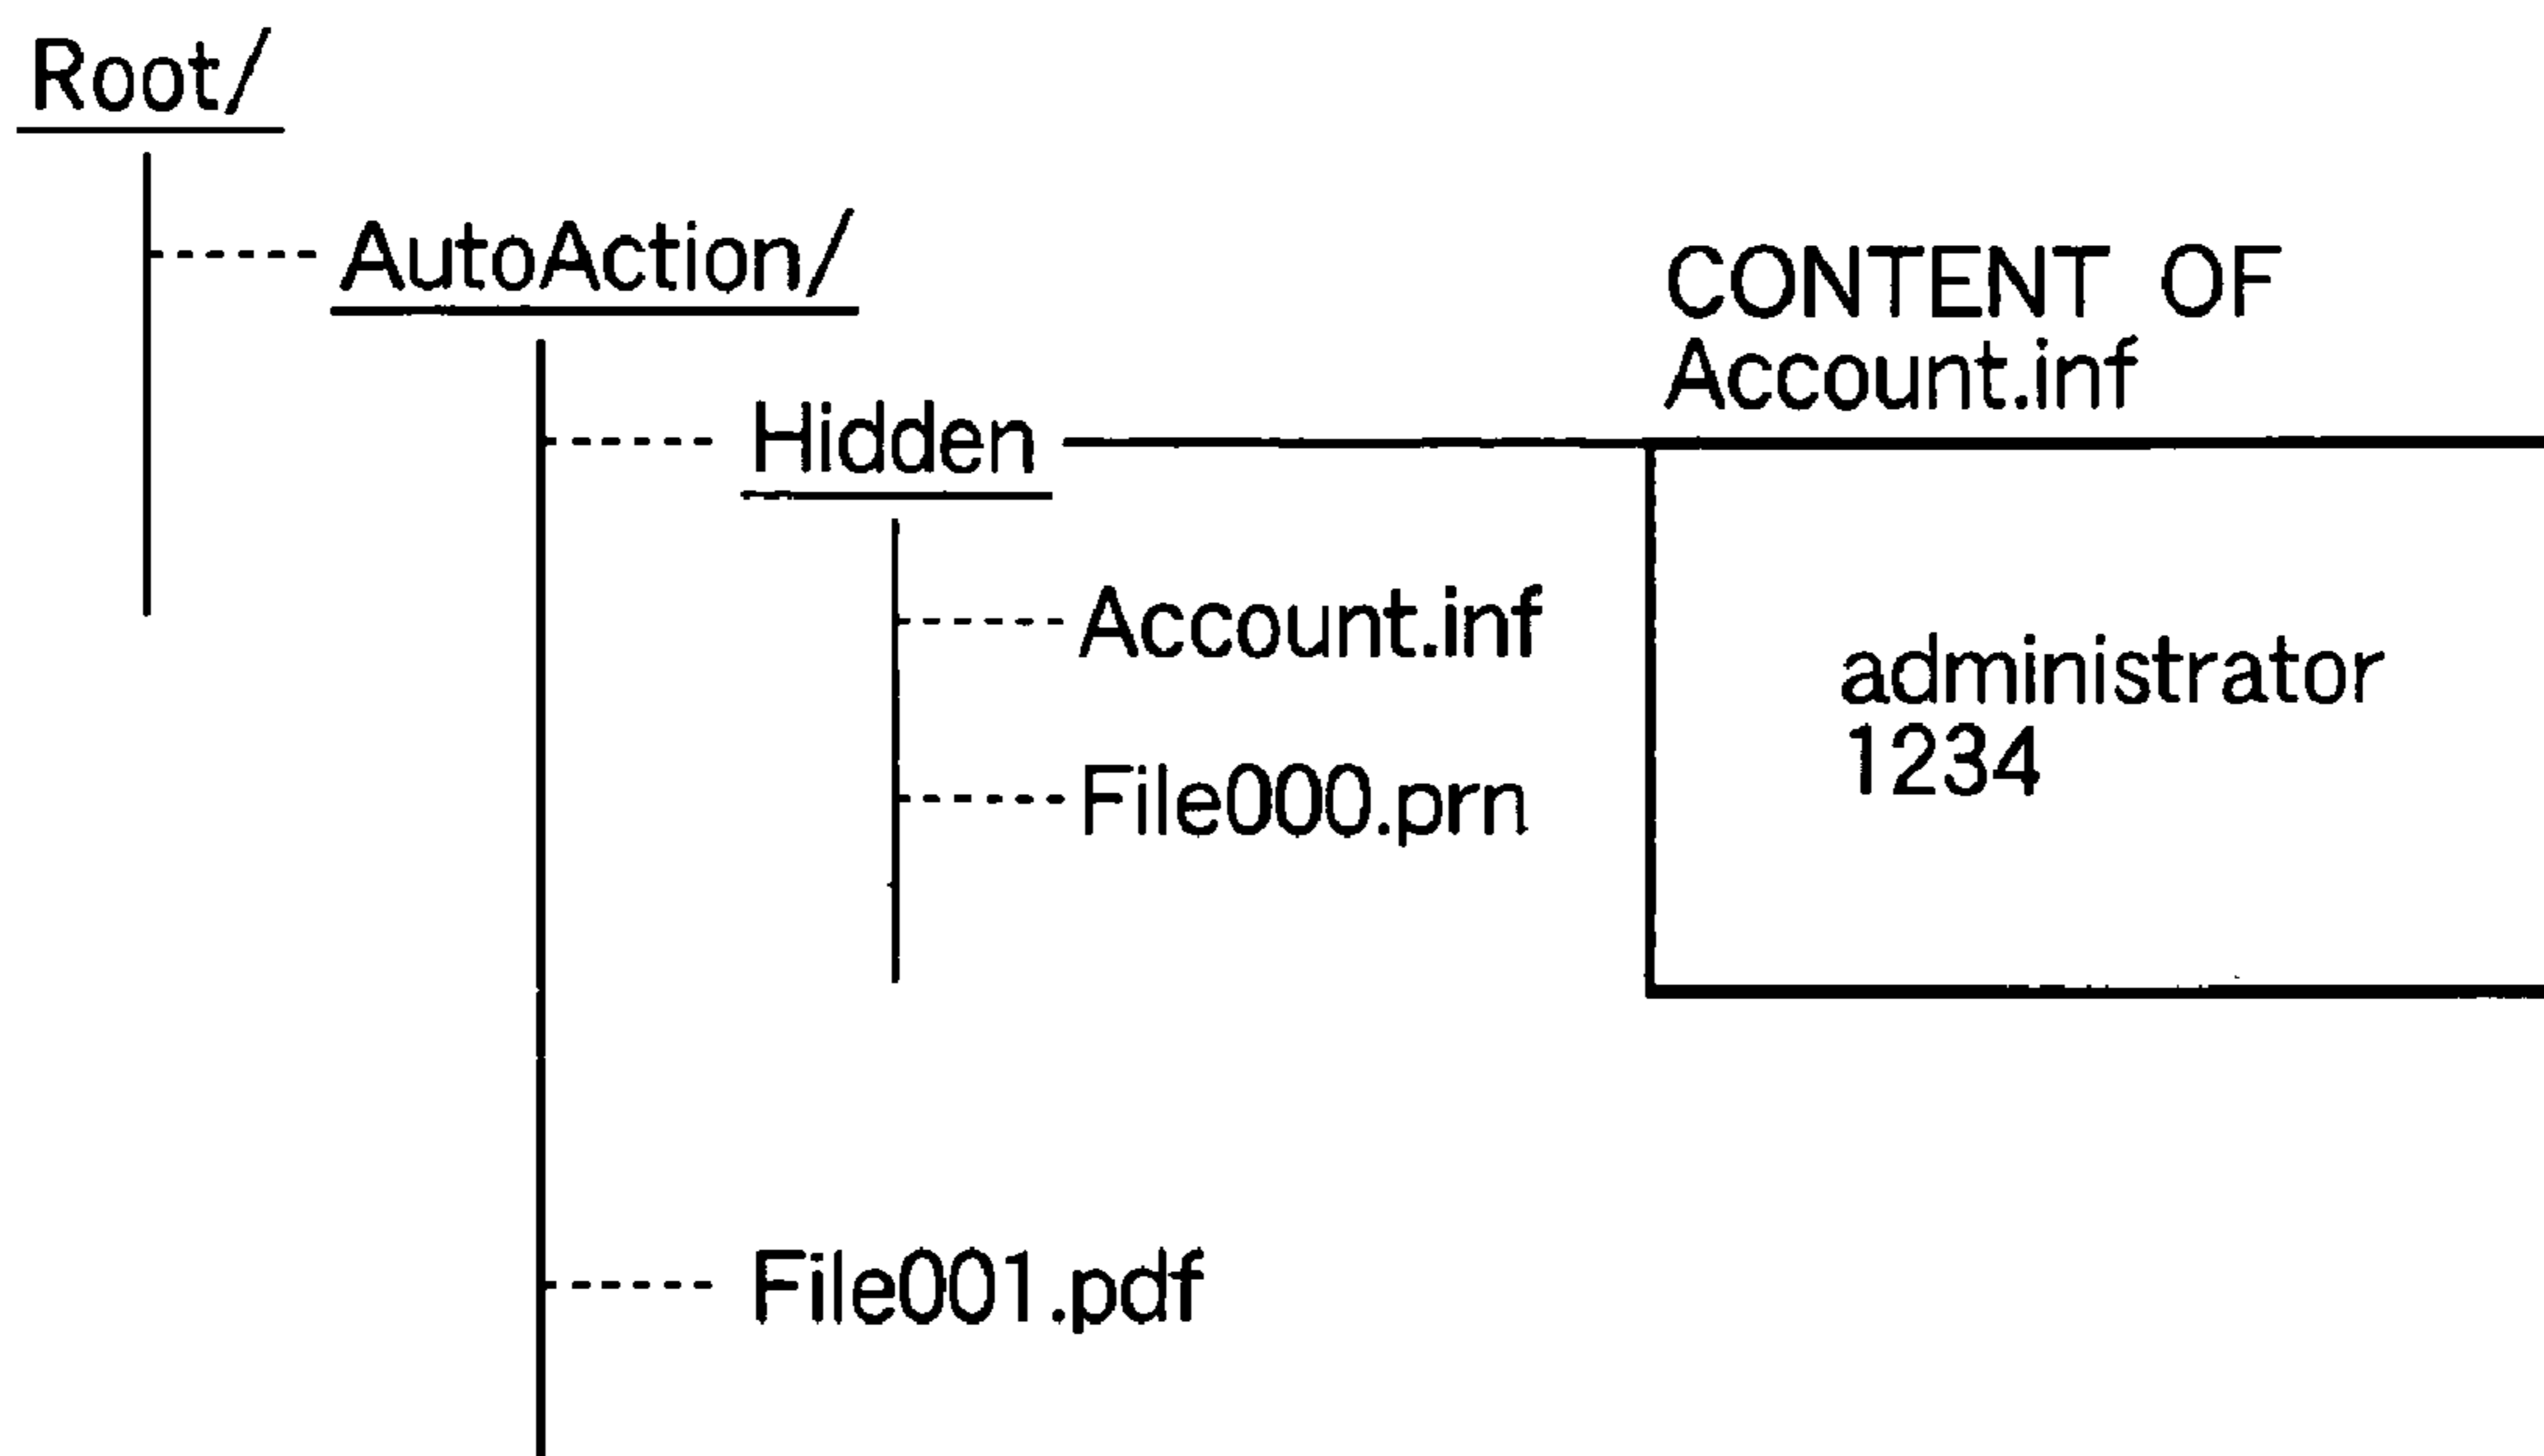 Root/
AutoAction/
CONTENT OF
Account.inf
Hidden
Account.inf
administrator
1234
File000.prn
File001.pdf